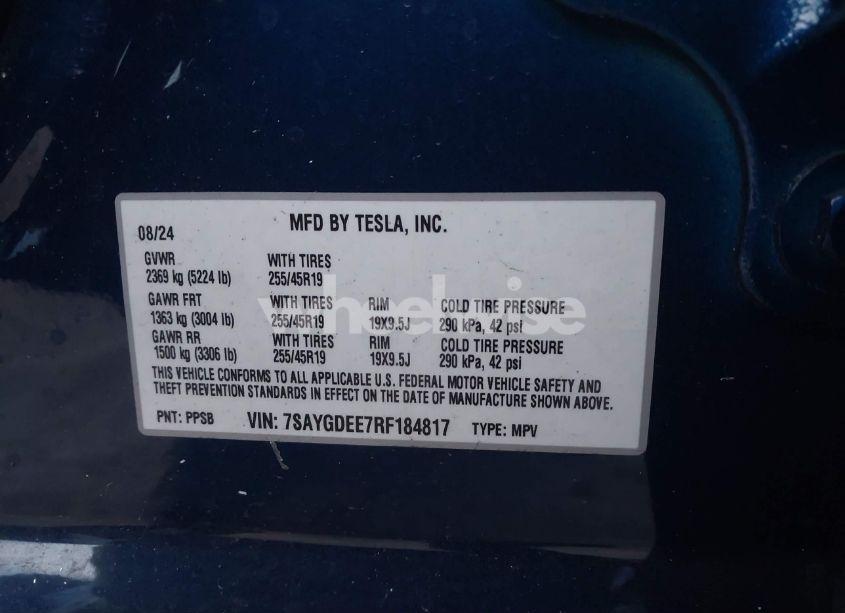 MFD BY TESLA, INC.
08/24
GVWR WITH TIRES
2369 kg (5224 lb) 255/45R19
GAWR FRT WITH TIRES RIM COLD TIRE PRESSURE
1363 kg (3004 lb) 255/45R19 19X9.5J 290 kPa, 42 psi
GAWR RR WITH TIRES RIM COLD TIRE PRESSURE
1500 kg (3306 lb) 255/45R19 19X9.5J 290 kPa, 42 psi
THIS VEHICLE CONFORMS TO ALL APPLICABLE U.S. FEDERAL MOTOR VEHICLE SAFETY AND
THEFT PREVENTION STANDARDS IN EFFECT ON THE DATE OF MANUFACTURE SHOWN ABOVE.
PNT: PPSB VIN: 7SAYGDEE7RF184817 TYPE: MPV
wheelwise